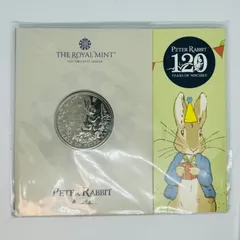 THE ROYAL MINT
PETER RABBIT
120
YEARS OF MISCHIEF
PETER RABBIT